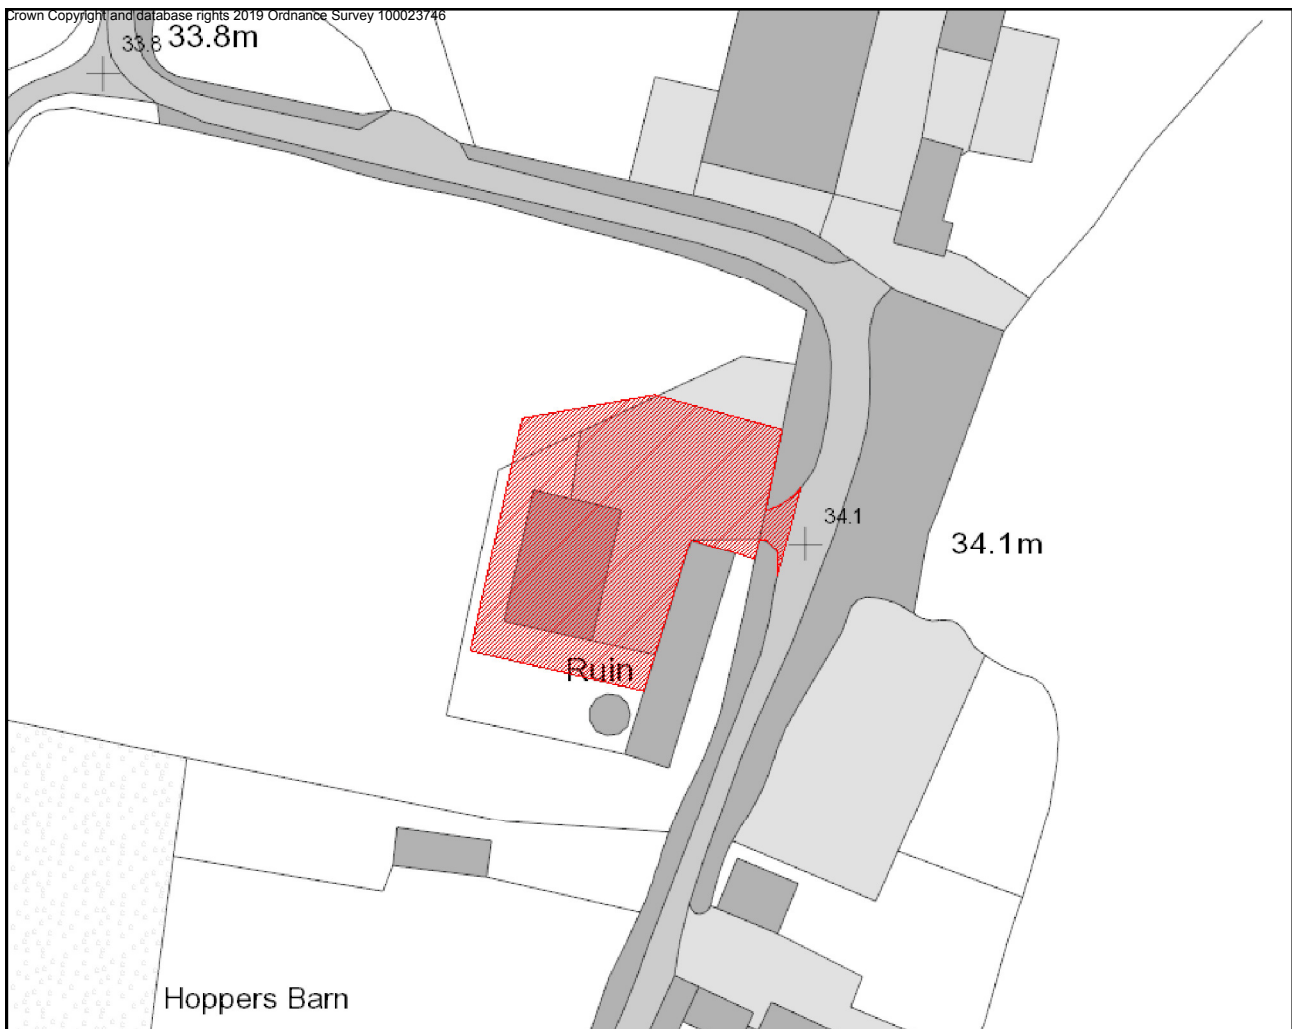 Crown Copyright and database rights 2019 Ordnance Survey 100023746
33.8 33.8m
34.1
34.1m
Ruin
Hoppers Barn